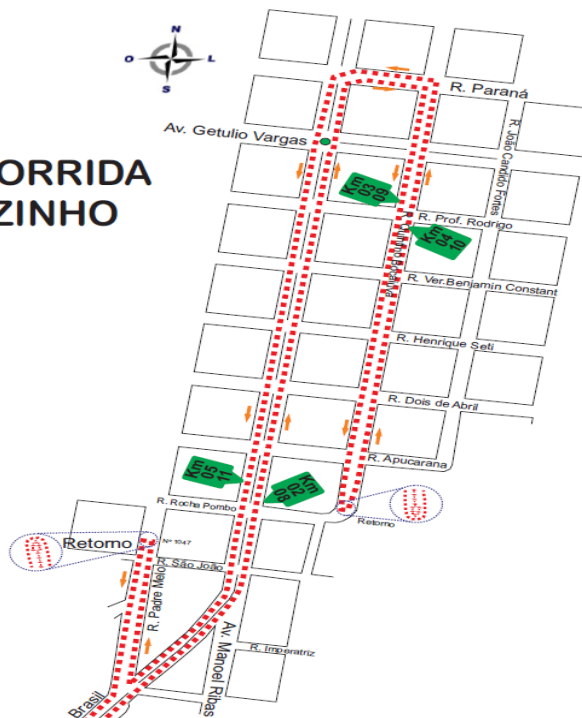 N
O L
S
R. Paraná
Av. Getulio Vargas
R. João Candido Fortes
ORRIDA
ZINHO
Km
03
09
R. Prof. Rodrigo
Km
04
10
R. Ver.Benjamin Constant
R. Henrique Seti
R. Dois de Abril
R. Apucarana
Km
05
11
Km
02
08
R. Rocha Pombo
Retorno
Retorno
Nº 1047
R. São João
R. Padre Melo
Av. Manoel Ribas
R. Imperatriz
Brasil